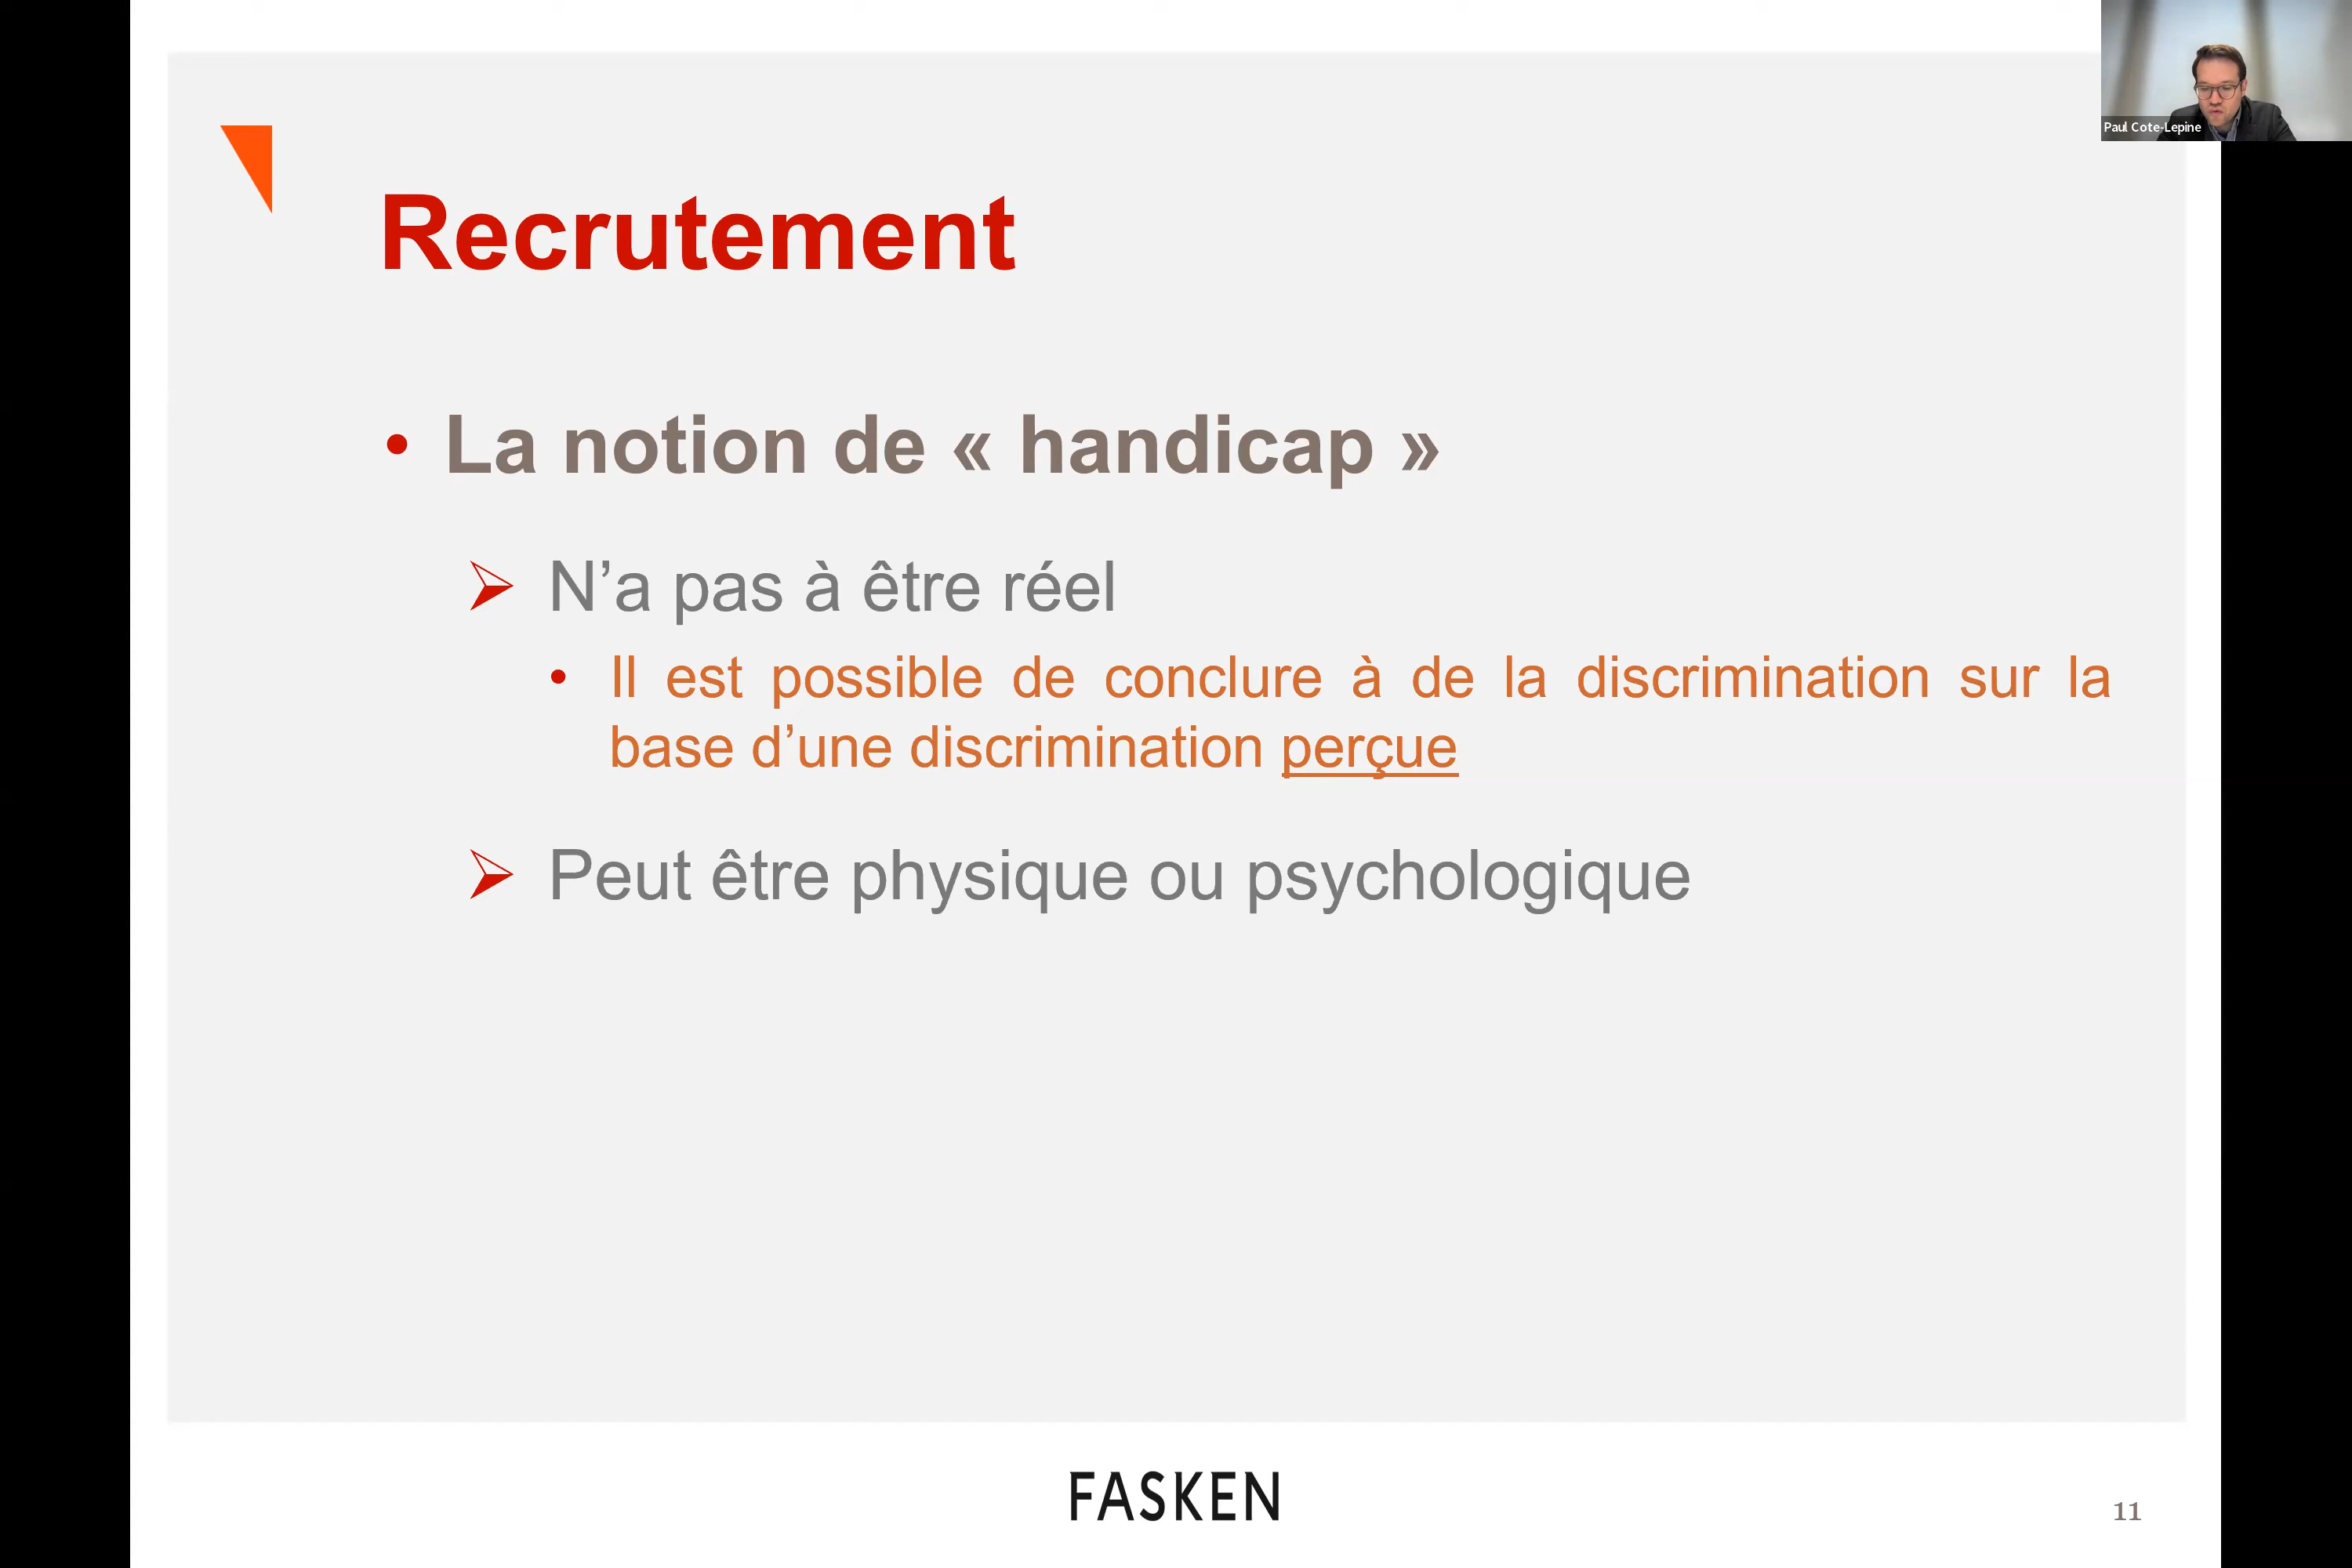 Paul Cote-Lepine
Recrutement
• La notion de « handicap »
➢ N’a pas à être réel
• Il est possible de conclure à de la discrimination sur la
base d’une discrimination perçue
➢ Peut être physique ou psychologique
FASKEN
11